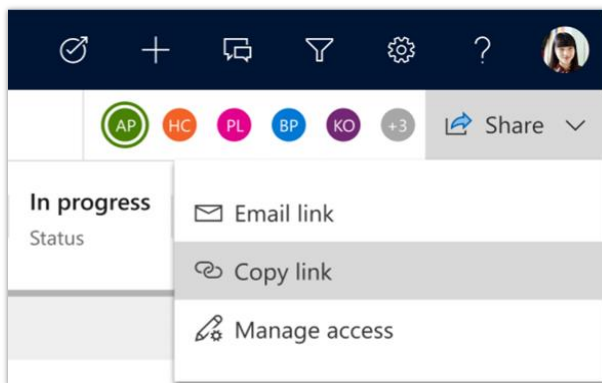 ?
AP HC PL BP KO +3 Share
In progress
Status
Email link
Copy link
Manage access